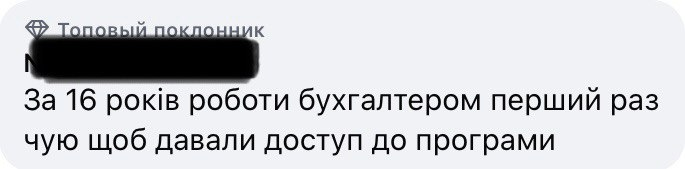 Топовый поклонник
За 16 років роботи бухгалтером перший раз
чую щоб давали доступ до програми